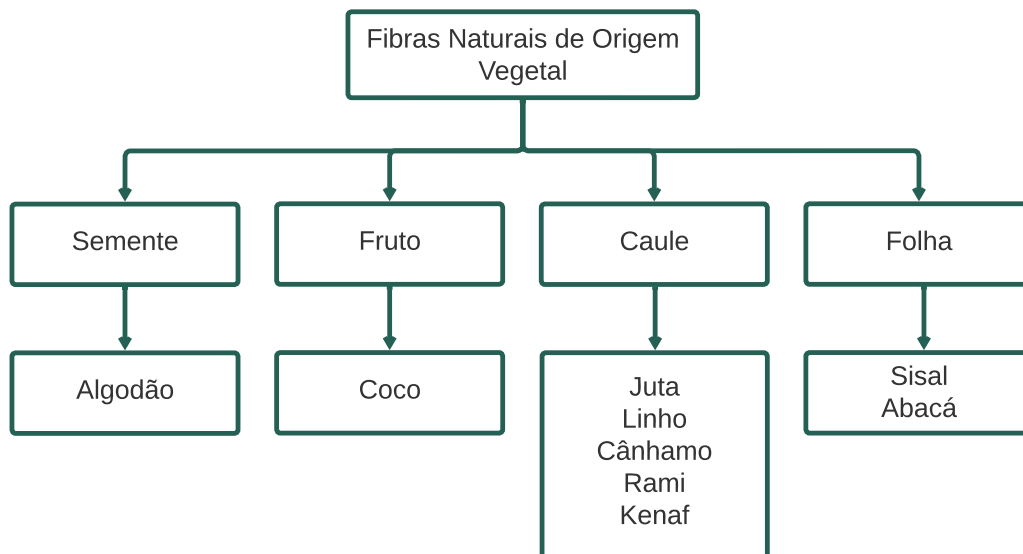 Fibras Naturais de Origem
Vegetal
Semente
Fruto
Caule
Folha
Algodão
Coco
Juta
Linho
Cânhamo
Rami
Kenaf
Sisal
Abacá